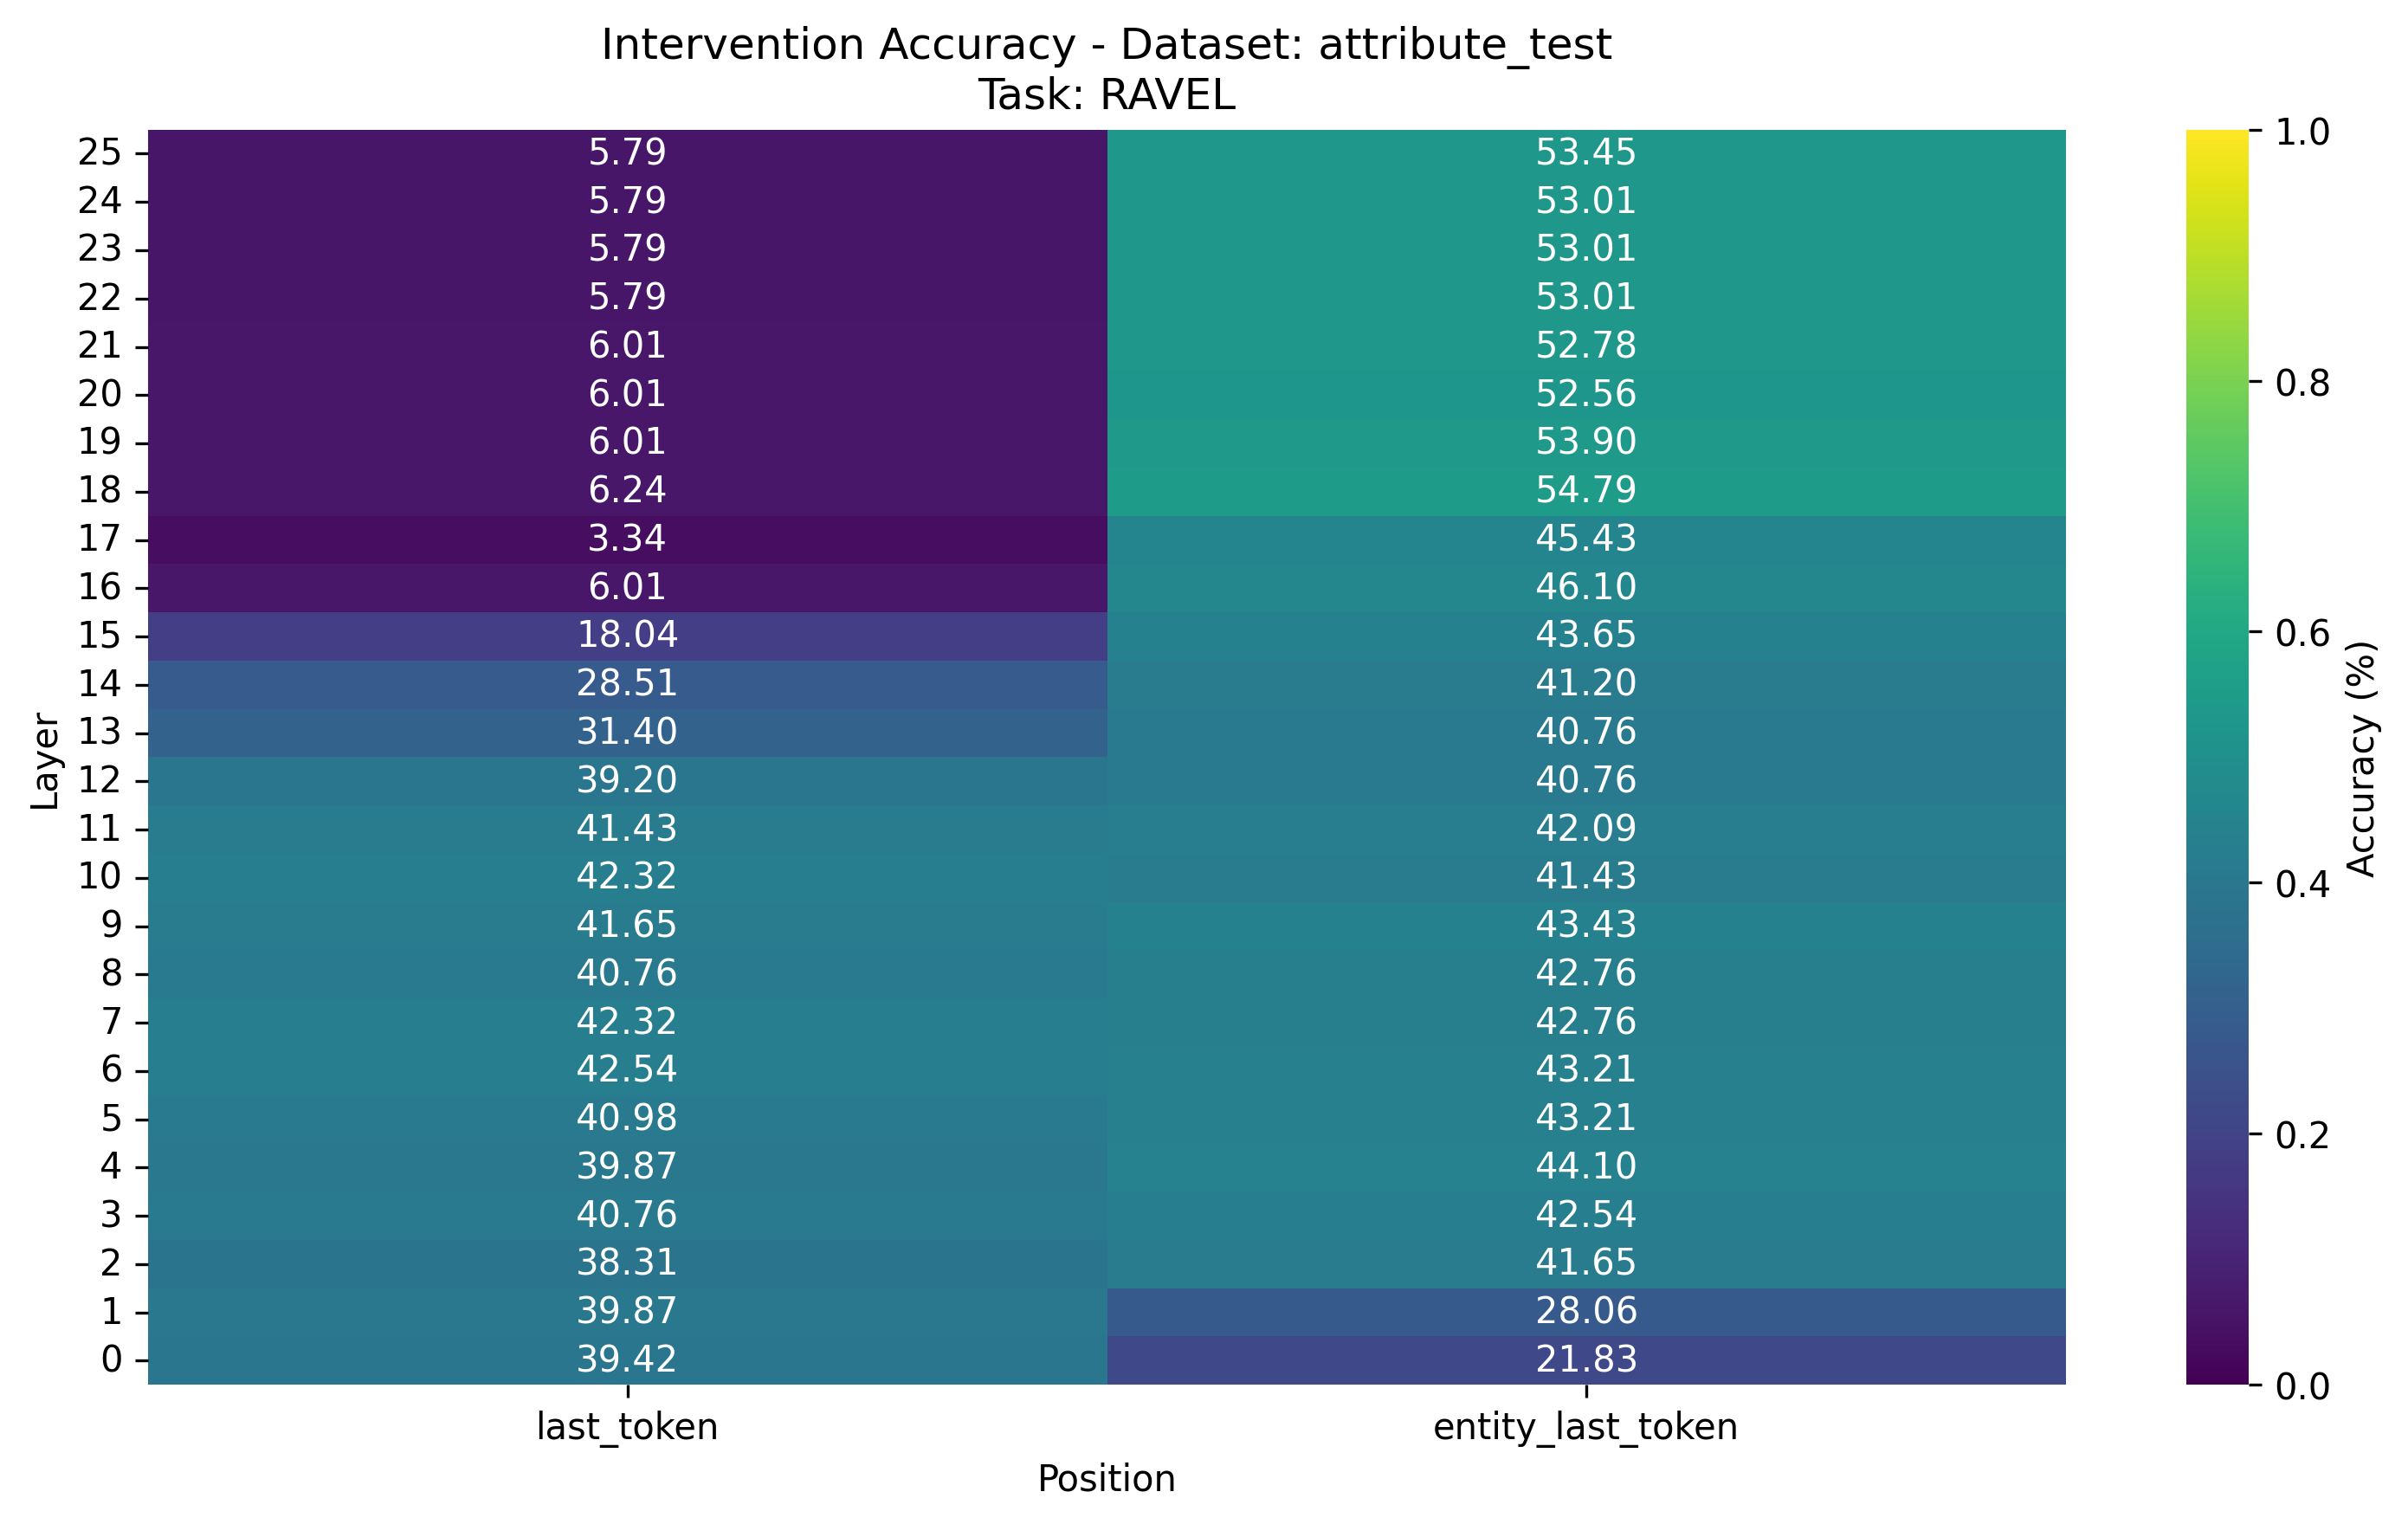 Intervention Accuracy - Dataset: attribute_test
Task: RAVEL
25 5.79 53.45
24 5.79 53.01
23 5.79 53.01
22 5.79 53.01
21 6.01 52.78
20 6.01 52.56
19 6.01 53.90
18 6.24 54.79
17 3.34 45.43
16 6.01 46.10
15 18.04 43.65
14 28.51 41.20
13 31.40 40.76
12 39.20 40.76
11 41.43 42.09
10 42.32 41.43
9 41.65 43.43
8 40.76 42.76
7 42.32 42.76
6 42.54 43.21
5 40.98 43.21
4 39.87 44.10
3 40.76 42.54
2 38.31 41.65
1 39.87 28.06
0 39.42 21.83
Layer
last_token entity_last_token
Position
1.0
0.8
0.6
0.4
0.2
0.0
Accuracy (%)